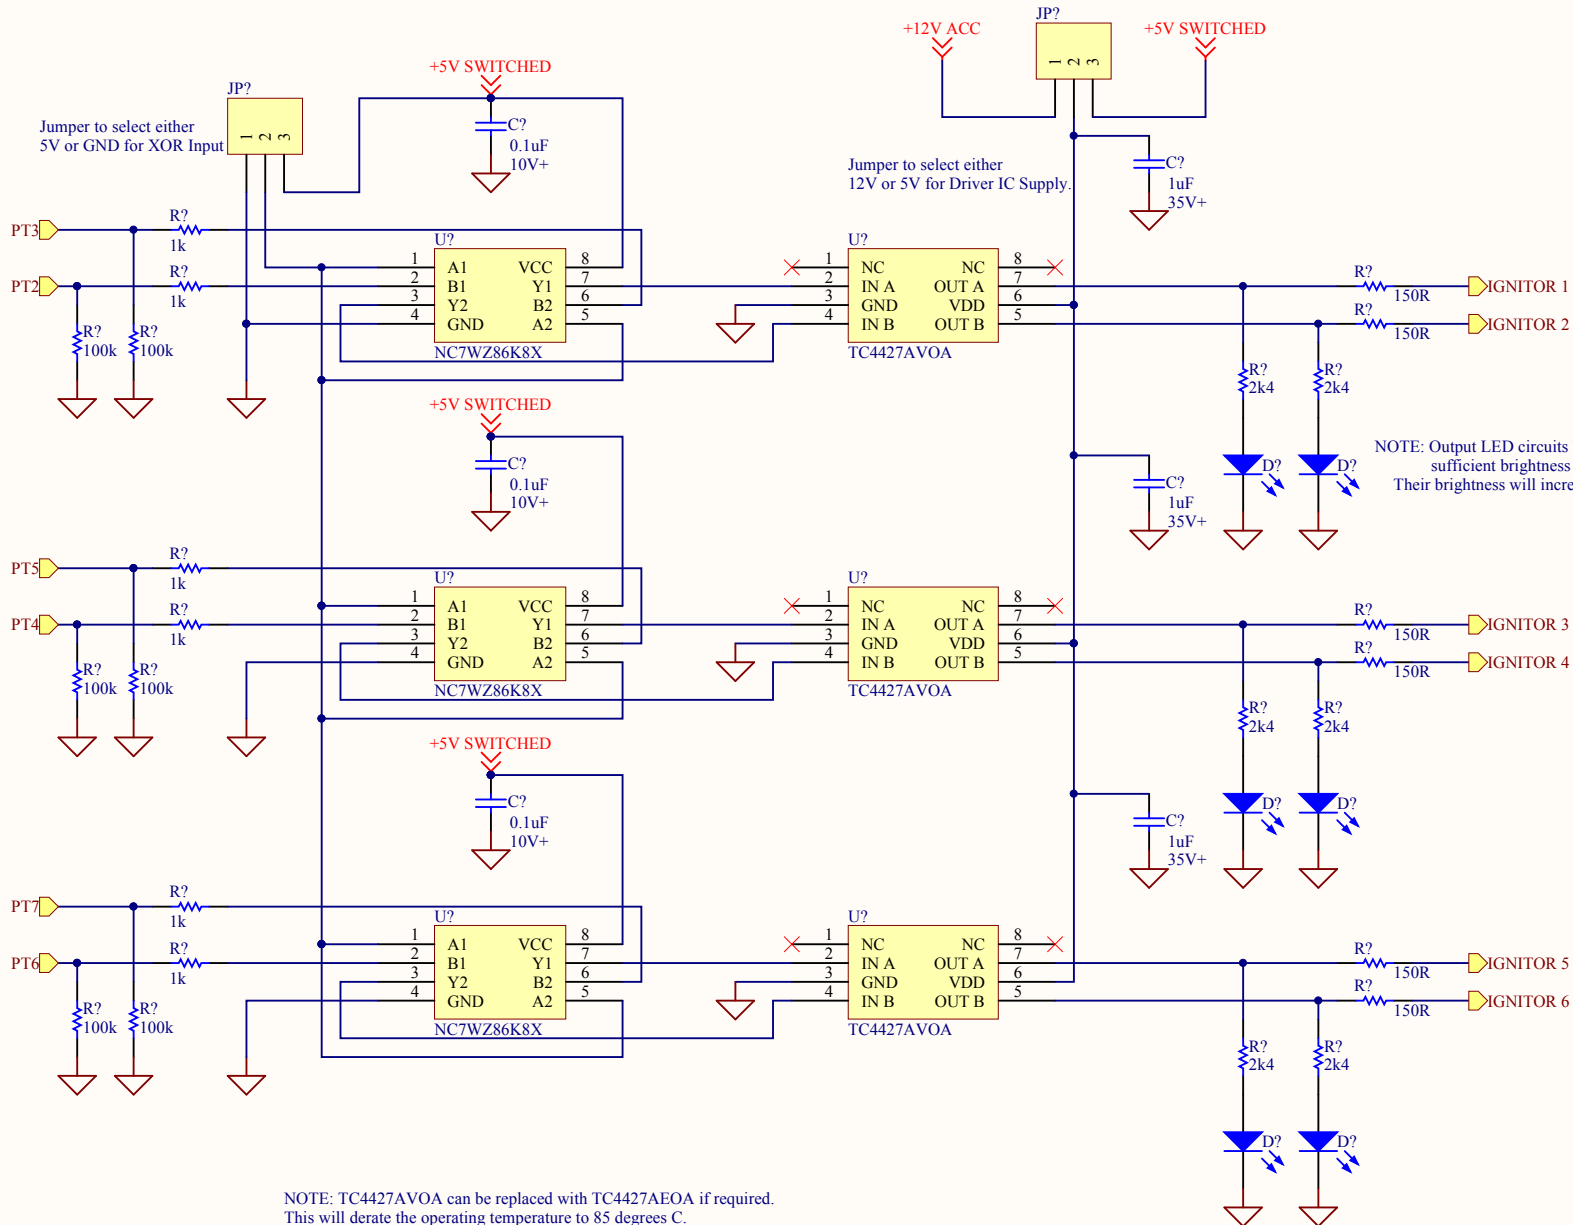 +12V ACC
JP?
+5V SWITCHED
1
2
3
+5V SWITCHED
JP?
1
2
3
Jumper to select either
5V or GND for XOR Input
C?
0.1uF
10V+
Jumper to select either
12V or 5V for Driver IC Supply.
C?
1uF
35V+
PT3
R?
1k
PT2
R?
1k
R?
100k
R?
100k
U?
1 A1 VCC 8
2 B1 Y1 7
3 Y2 B2 6
4 GND A2 5
NC7WZ86K8X
U?
1 NC NC 8
2 IN A OUT A 7
3 GND VDD 6
4 IN B OUT B 5
TC4427AVOA
R?
150R
IGNITOR 1
R?
150R
IGNITOR 2
R?
2k4
R?
2k4
D?
D?
NOTE: Output LED circuits
sufficient brightness
Their brightness will incre
+5V SWITCHED
C?
0.1uF
10V+
C?
1uF
35V+
PT5
R?
1k
PT4
R?
1k
R?
100k
R?
100k
U?
1 A1 VCC 8
2 B1 Y1 7
3 Y2 B2 6
4 GND A2 5
NC7WZ86K8X
U?
1 NC NC 8
2 IN A OUT A 7
3 GND VDD 6
4 IN B OUT B 5
TC4427AVOA
R?
150R
IGNITOR 3
R?
150R
IGNITOR 4
R?
2k4
R?
2k4
D?
D?
+5V SWITCHED
C?
0.1uF
10V+
C?
1uF
35V+
PT7
R?
1k
PT6
R?
1k
R?
100k
R?
100k
U?
1 A1 VCC 8
2 B1 Y1 7
3 Y2 B2 6
4 GND A2 5
NC7WZ86K8X
U?
1 NC NC 8
2 IN A OUT A 7
3 GND VDD 6
4 IN B OUT B 5
TC4427AVOA
R?
150R
IGNITOR 5
R?
150R
IGNITOR 6
R?
2k4
R?
2k4
D?
D?
NOTE: TC4427AVOA can be replaced with TC4427AEOA if required.
This will derate the operating temperature to 85 degrees C.